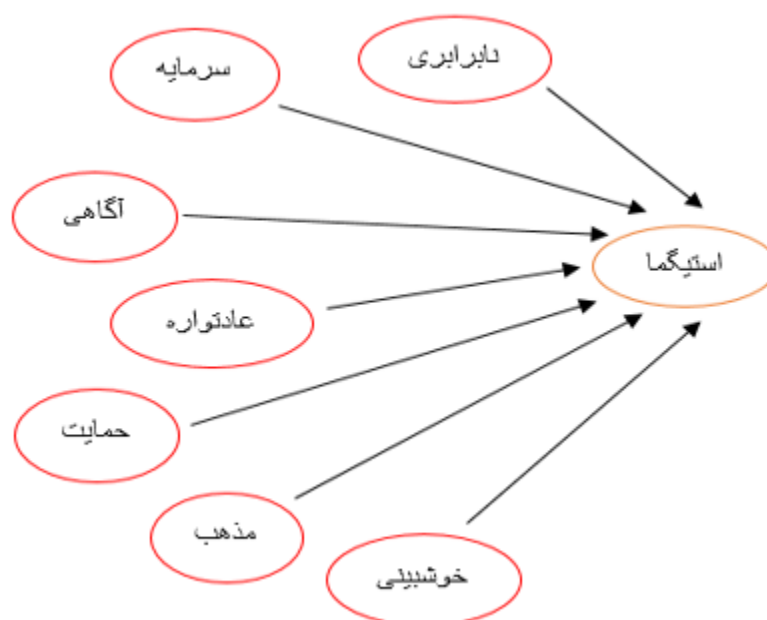 نابرابری
سرمایه
آگاهی
استیگما
عادتواره
حمایت
مذهب
خوشبینی